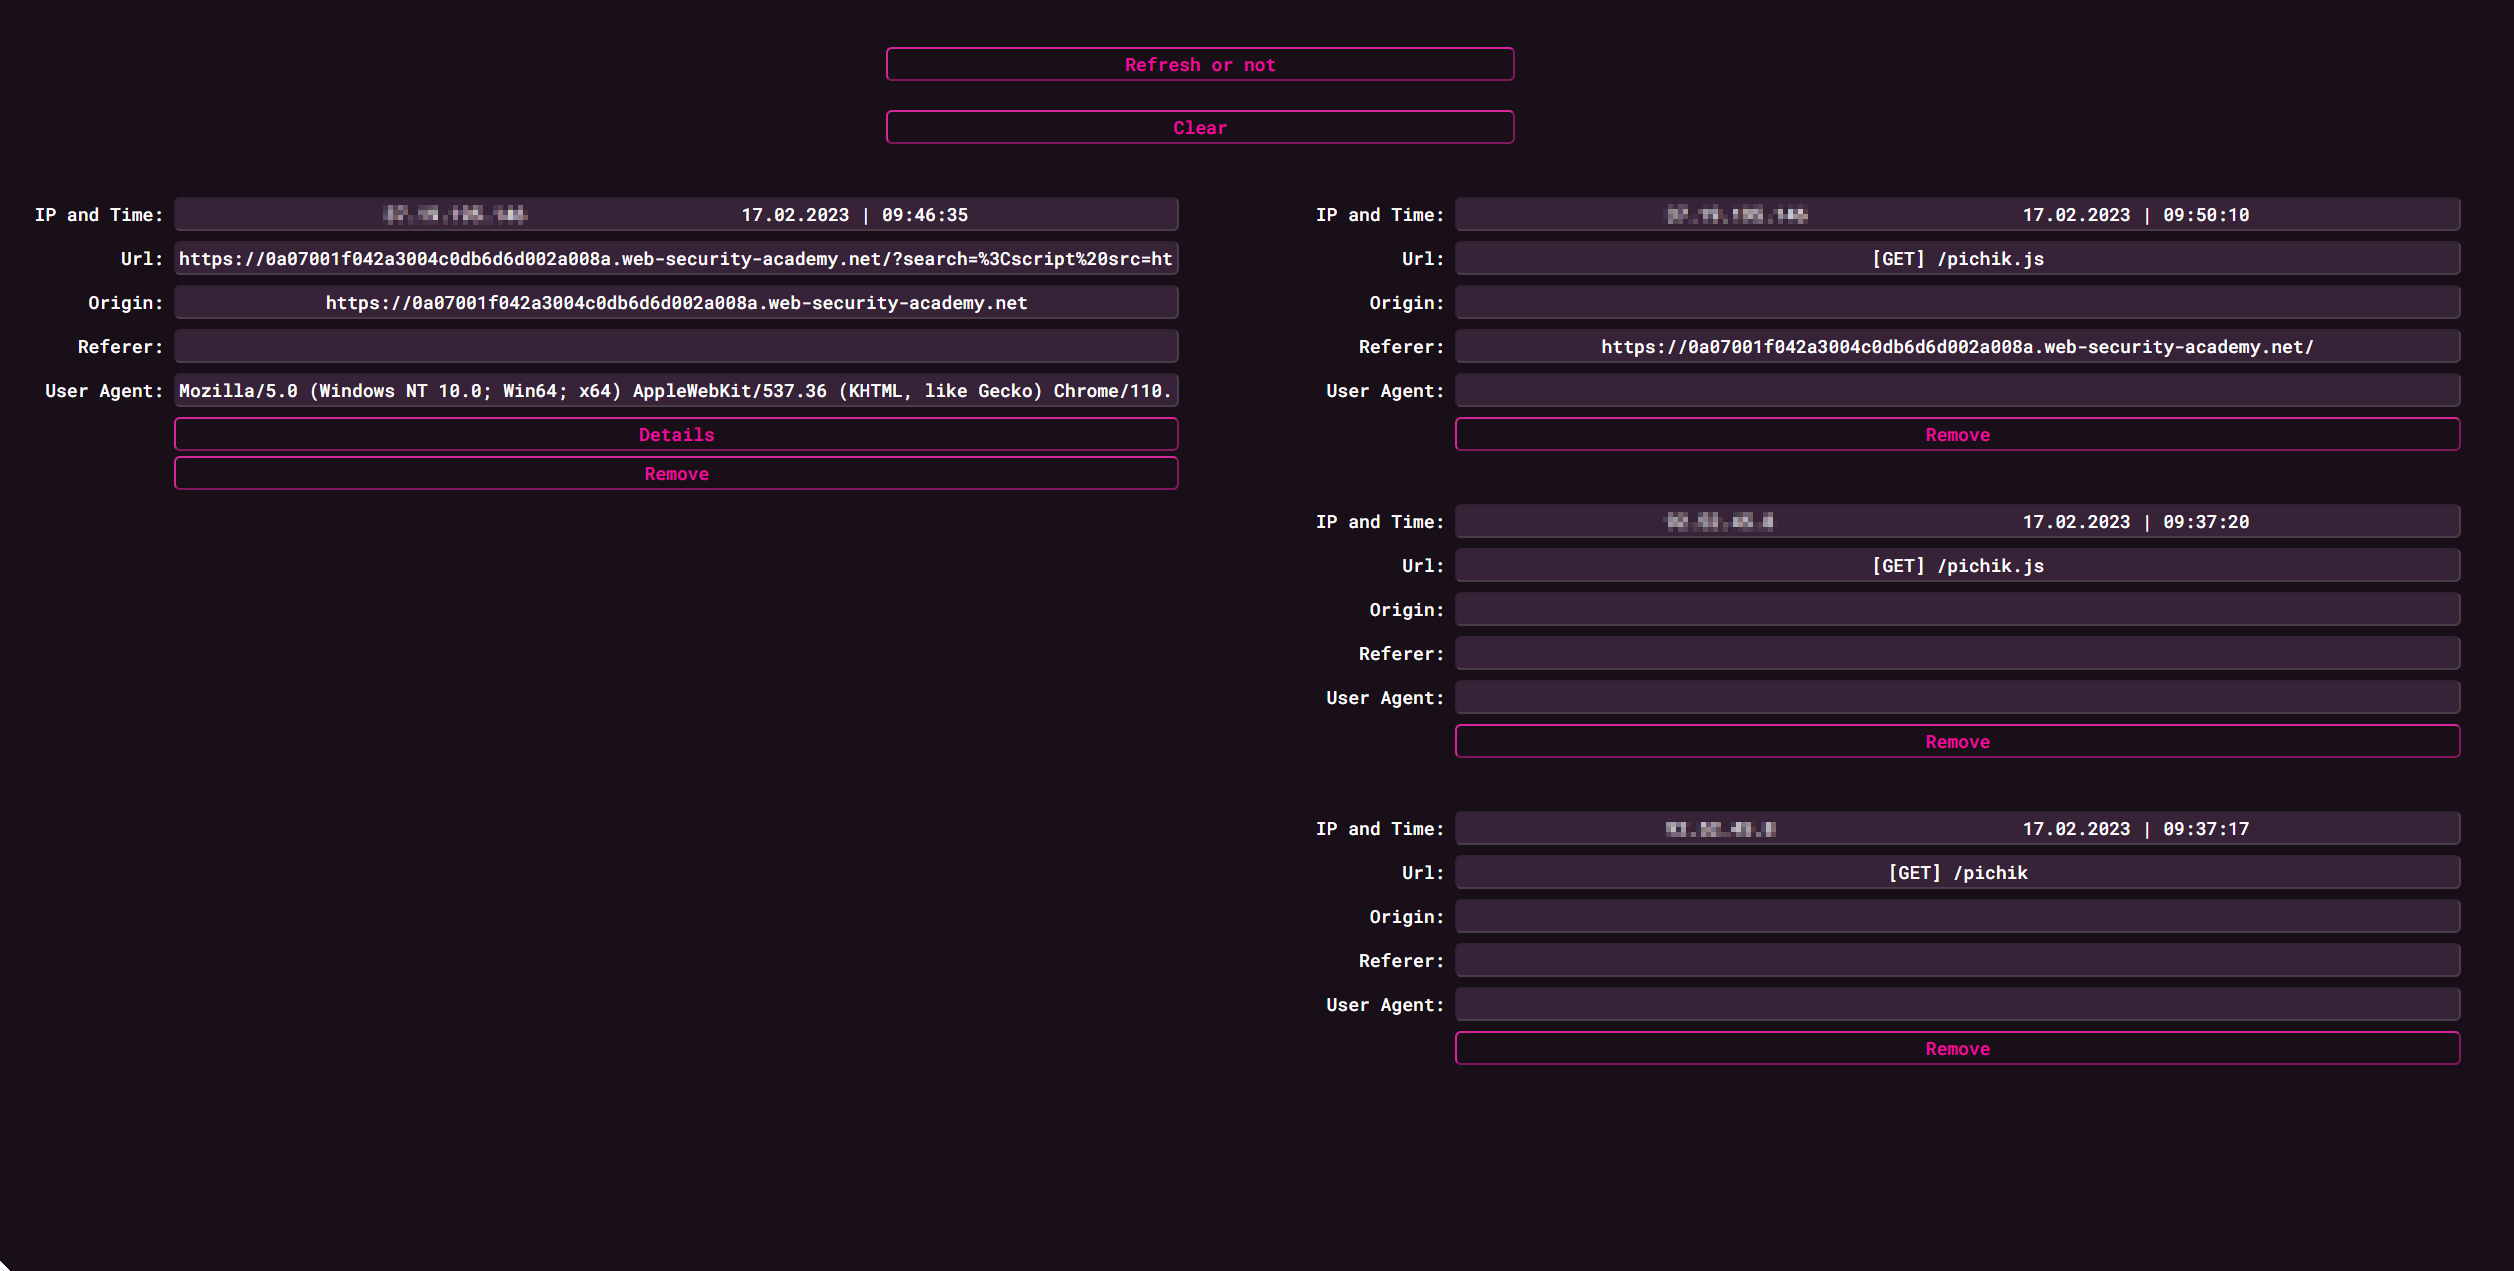 Refresh or not
Clear
IP and Time: 17.02.2023 | 09:46:35
Url: https://0a07001f042a3004c0db6d6d002a008a.web-security-academy.net/?search=%3Cscript%20src=ht
Origin: https://0a07001f042a3004c0db6d6d002a008a.web-security-academy.net
Referer:
User Agent: Mozilla/5.0 (Windows NT 10.0; Win64; x64) AppleWebKit/537.36 (KHTML, like Gecko) Chrome/110.
Details
Remove
IP and Time: 17.02.2023 | 09:50:10
Url: [GET] /pichik.js
Origin:
Referer: https://0a07001f042a3004c0db6d6d002a008a.web-security-academy.net/
User Agent:
Remove
IP and Time: 17.02.2023 | 09:37:20
Url: [GET] /pichik.js
Origin:
Referer:
User Agent:
Remove
IP and Time: 17.02.2023 | 09:37:17
Url: [GET] /pichik
Origin:
Referer:
User Agent:
Remove